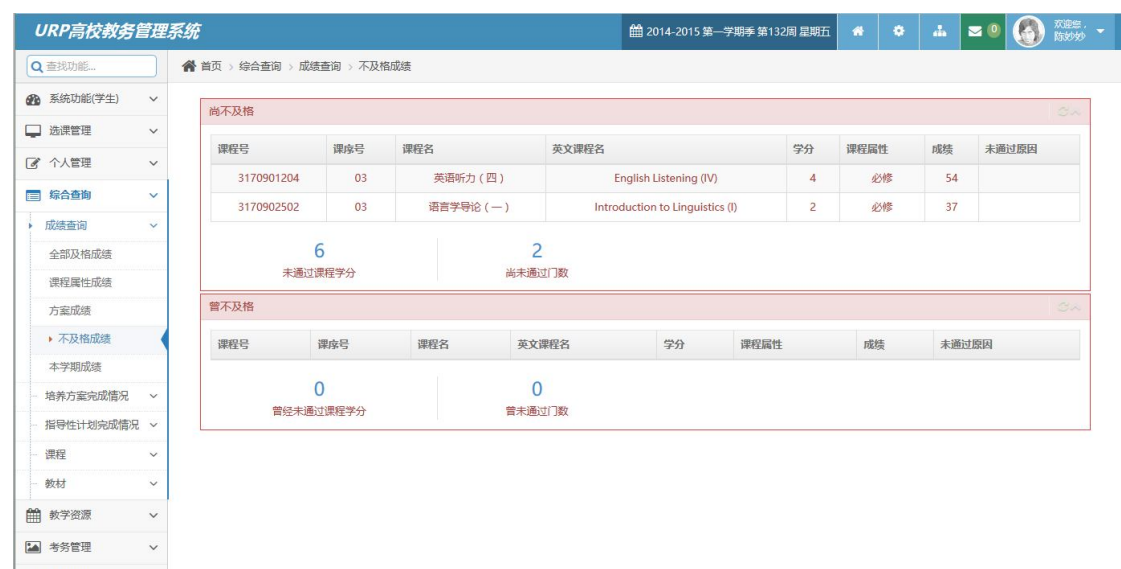 URP高校教务管理系统
2014-2015 第一学期季 第132周 星期五
0
欢迎您，
陈妙妙
查找功能...
首页 > 综合查询 > 成绩查询 > 不及格成绩
系统功能(学生)
选课管理
个人管理
综合查询
成绩查询
全部及格成绩
课程属性成绩
方案成绩
不及格成绩
本学期成绩
培养方案完成情况
指导性计划完成情况
课程
教材
教学资源
考务管理
尚不及格
课程号 课序号 课程名 英文课程名 学分 课程属性 成绩 未通过原因
3170901204 03 英语听力（四） English Listening (IV) 4 必修 54
3170902502 03 语言学导论（一） Introduction to Linguistics (I) 2 必修 37
6 2
未通过课程学分 尚未通过门数
曾不及格
课程号 课序号 课程名 英文课程名 学分 课程属性 成绩 未通过原因
0 0
曾经未通过课程学分 曾未通过门数